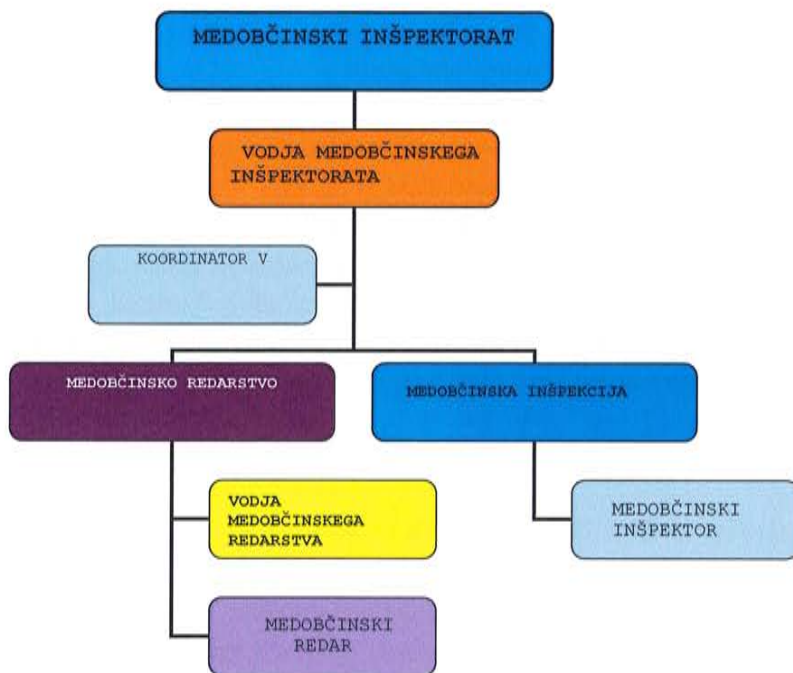 MEDOBČINSKI INŠPEKTORAT
VODJA MEDOBČINSKEGA
INŠPEKTORATA
KOORDINATOR V
MEDOBČINSKO REDARSTVO
MEDOBČINSKA INŠPEKCIJA
VODJA
MEDOBČINSKEGA
REDARSTVA
MEDOBČINSKI
INŠPEKTOR
MEDOBČINSKI
REDAR